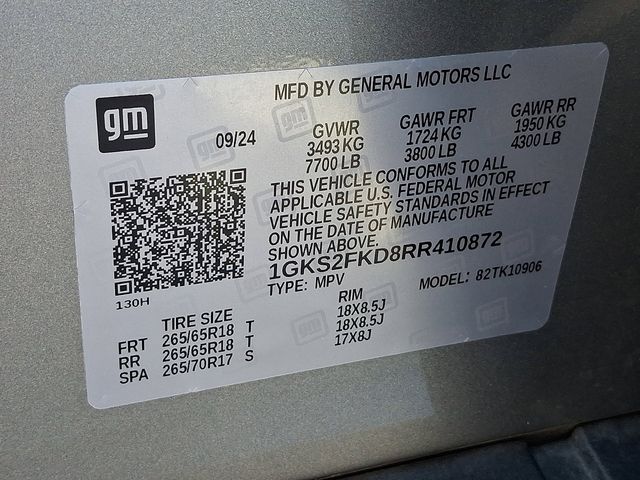 MFD BY GENERAL MOTORS LLC
gm
09/24
GVWR GAWR FRT GAWR RR
3493 KG 1724 KG 1950 KG
7700 LB 3800 LB 4300 LB
THIS VEHICLE CONFORMS TO ALL
APPLICABLE U.S. FEDERAL MOTOR
VEHICLE SAFETY STANDARDS IN EFFECT
ON THE DATE OF MANUFACTURE
SHOWN ABOVE.
1GKS2FKD8RR410872
TYPE: MPV MODEL: 82TK10906
130H
TIRE SIZE RIM
FRT 265/65R18 T 18X8.5J
RR 265/65R18 T 18X8.5J
SPA 265/70R17 S 17X8J